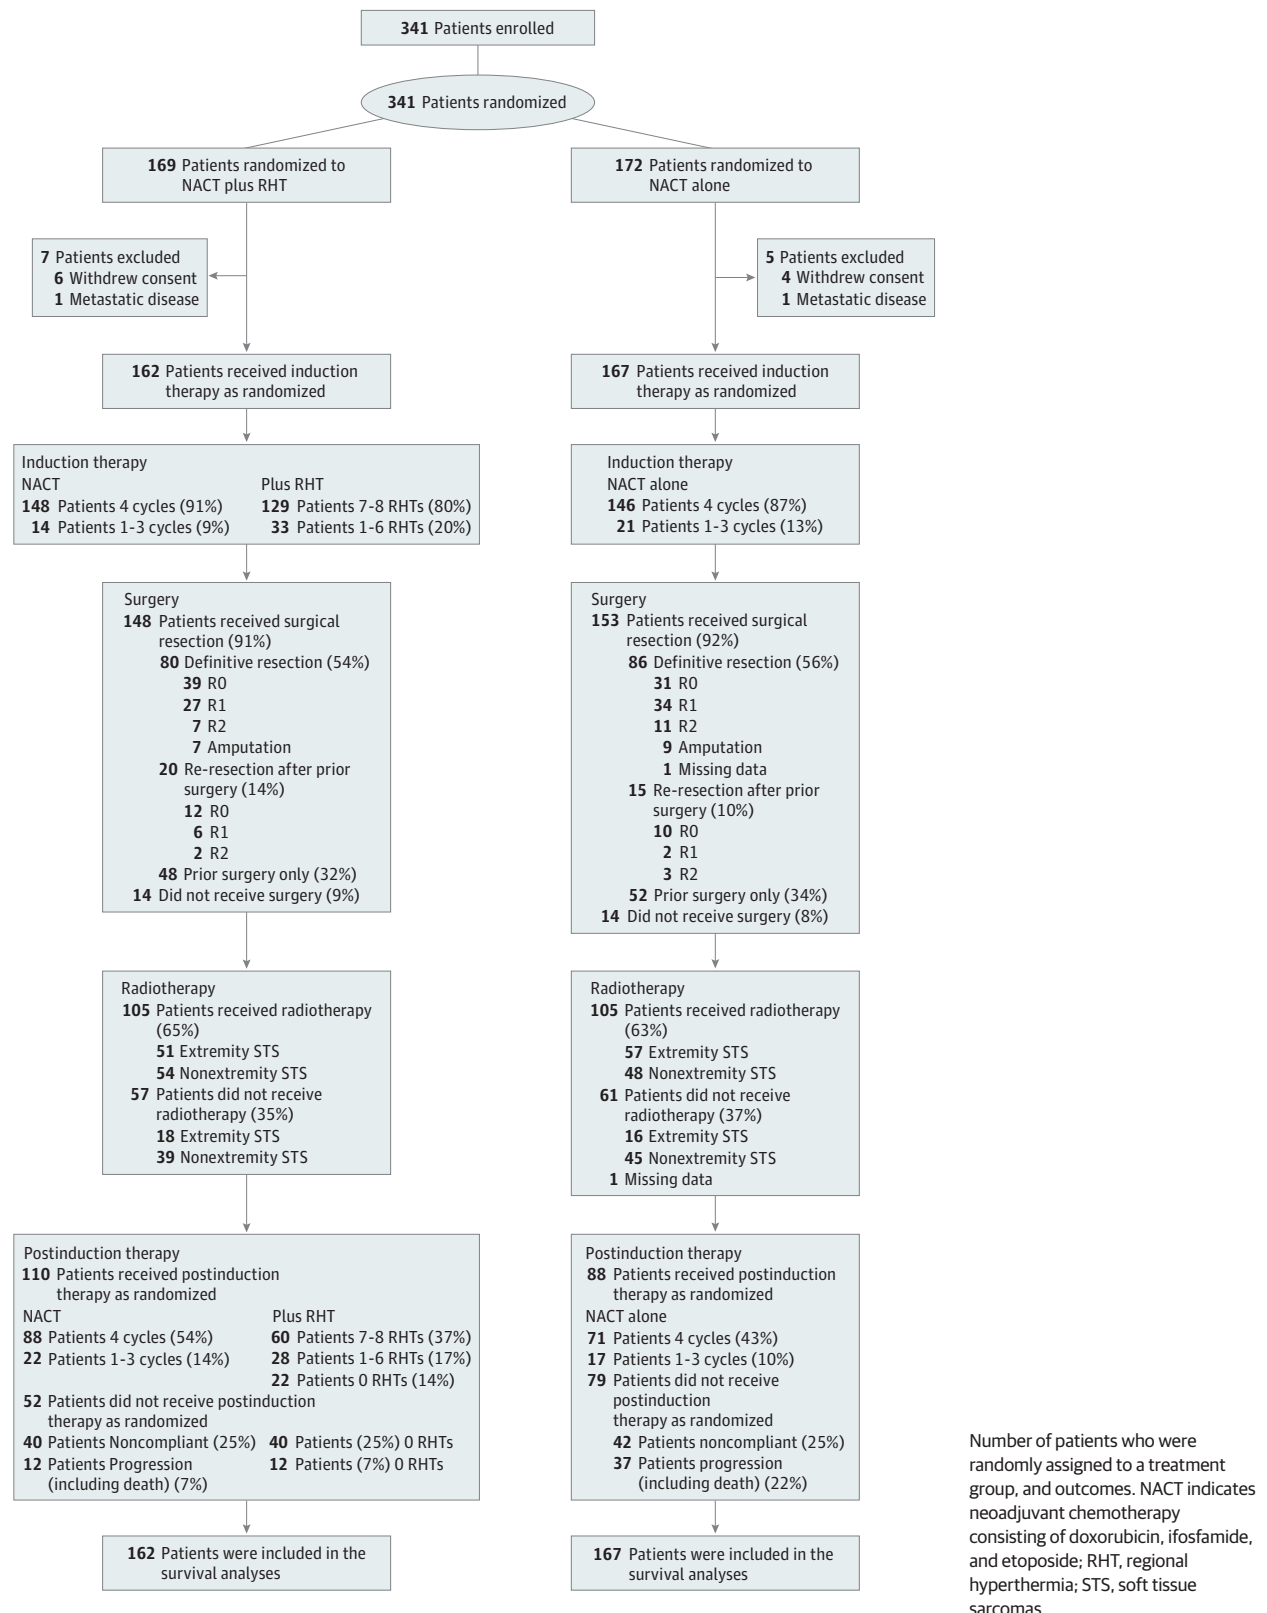 341 Patients enrolled
341 Patients randomized
169 Patients randomized to
NACT plus RHT
172 Patients randomized to
NACT alone
7 Patients excluded
6 Withdrew consent
1 Metastatic disease
5 Patients excluded
4 Withdrew consent
1 Metastatic disease
162 Patients received induction
therapy as randomized
167 Patients received induction
therapy as randomized
Induction therapy
NACT Plus RHT
148 Patients 4 cycles (91%) 129 Patients 7-8 RHTs (80%)
14 Patients 1-3 cycles (9%) 33 Patients 1-6 RHTs (20%)
Induction therapy
NACT alone
146 Patients 4 cycles (87%)
21 Patients 1-3 cycles (13%)
Surgery
148 Patients received surgical
resection (91%)
80 Definitive resection (54%)
39 R0
27 R1
7 R2
7 Amputation
20 Re-resection after prior
surgery (14%)
12 R0
6 R1
2 R2
48 Prior surgery only (32%)
14 Did not receive surgery (9%)
Surgery
153 Patients received surgical
resection (92%)
86 Definitive resection (56%)
31 R0
34 R1
11 R2
9 Amputation
1 Missing data
15 Re-resection after prior
surgery (10%)
10 R0
2 R1
3 R2
52 Prior surgery only (34%)
14 Did not receive surgery (8%)
Radiotherapy
105 Patients received radiotherapy
(65%)
51 Extremity STS
54 Nonextremity STS
57 Patients did not receive
radiotherapy (35%)
18 Extremity STS
39 Nonextremity STS
Radiotherapy
105 Patients received radiotherapy
(63%)
57 Extremity STS
48 Nonextremity STS
61 Patients did not receive
radiotherapy (37%)
16 Extremity STS
45 Nonextremity STS
1 Missing data
Postinduction therapy
110 Patients received postinduction
therapy as randomized
NACT Plus RHT
88 Patients 4 cycles (54%) 60 Patients 7-8 RHTs (37%)
22 Patients 1-3 cycles (14%) 28 Patients 1-6 RHTs (17%)
22 Patients 0 RHTs (14%)
52 Patients did not receive postinduction
therapy as randomized
40 Patients Noncompliant (25%) 40 Patients (25%) 0 RHTs
12 Patients Progression 12 Patients (7%) 0 RHTs
(including death) (7%)
Postinduction therapy
88 Patients received postinduction
therapy as randomized
NACT alone
71 Patients 4 cycles (43%)
17 Patients 1-3 cycles (10%)
79 Patients did not receive
postinduction
therapy as randomized
42 Patients noncompliant (25%)
37 Patients progression
(including death) (22%)
162 Patients were included in the
survival analyses
167 Patients were included in the
survival analyses
Number of patients who were
randomly assigned to a treatment
group, and outcomes. NACT indicates
neoadjuvant chemotherapy
consisting of doxorubicin, ifosfamide,
and etoposide; RHT, regional
hyperthermia; STS, soft tissue
sarcomas